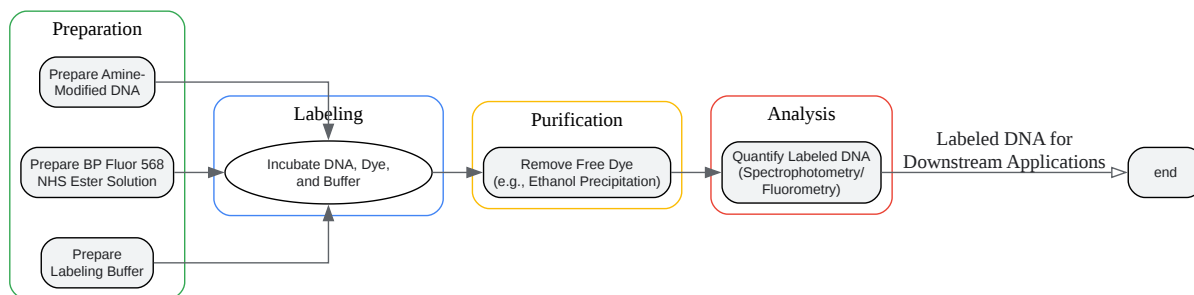 Preparation
Prepare Amine-
Modified DNA
Prepare BP Fluor 568
NHS Ester Solution
Prepare
Labeling Buffer
Labeling
Incubate DNA, Dye,
and Buffer
Purification
Remove Free Dye
(e.g., Ethanol Precipitation)
Analysis
Quantify Labeled DNA
(Spectrophotometry/
Fluorometry)
Labeled DNA for
Downstream Applications
end